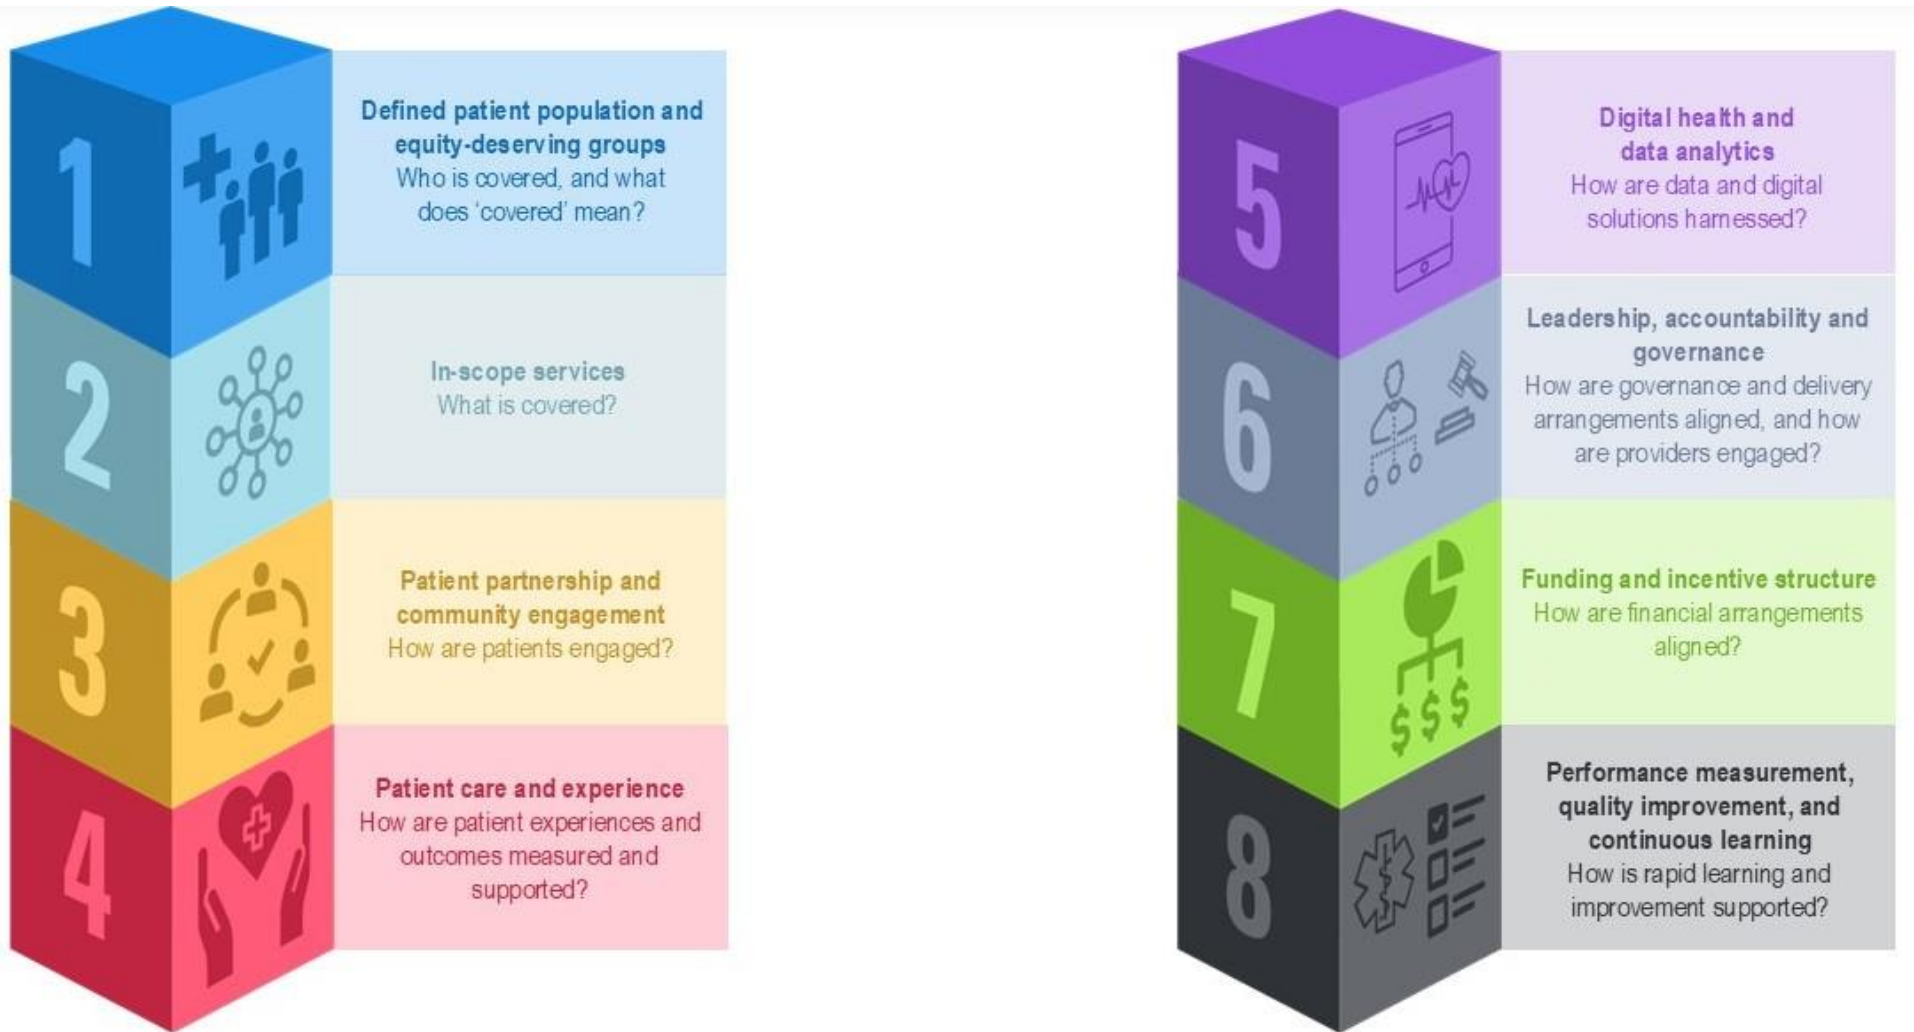 1
Defined patient population and
equity-deserving groups
Who is covered, and what
does ‘covered’ mean?
2
In-scope services
What is covered?
3
Patient partnership and
community engagement
How are patients engaged?
4
Patient care and experience
How are patient experiences and
outcomes measured and
supported?
5
Digital health and
data analytics
How are data and digital
solutions harnessed?
6
Leadership, accountability and
governance
How are governance and delivery
arrangements aligned, and how
are providers engaged?
7
$ $ $
Funding and incentive structure
How are financial arrangements
aligned?
8
Performance measurement,
quality improvement, and
continuous learning
How is rapid learning and
improvement supported?